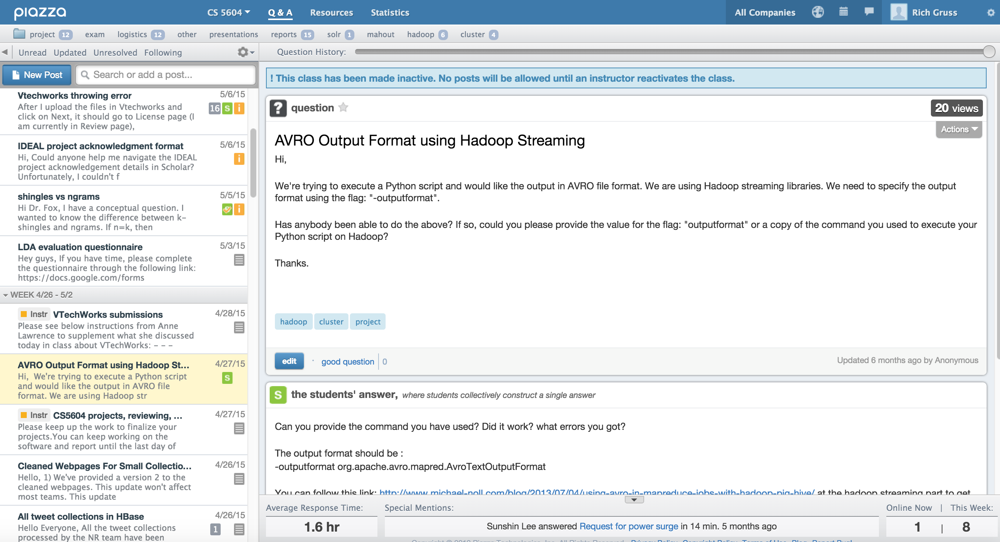 piazza CS 5604 Q & A Resources Statistics All Companies Rich Gruss
project 12 exam logistics 12 other presentations reports 15 solr 1 mahout hadoop 6 cluster 4
Unread Updated Unresolved Following
Question History:
New Post Search or add a post...
Vtechworks throwing error 5/6/15
After I upload the files in Vtechworks and
click on Next, it should go to License page (I
am currently in Review page),
16 S i
IDEAL project acknowledgment format 5/6/15
Hi, Could anyone help me navigate the IDEAL
project acknowledgement details in Scholar?
Unfortunately, I couldn't f
i
shingles vs ngrams 5/5/15
Hi Dr. Fox, I have a conceptual question. I
wanted to know the difference between k-
shingles and ngrams. If n=k, then
i
LDA evaluation questionnaire 5/3/15
Hey guys, If you have time, please complete
the questionnaire through the following link:
https://docs.google.com/forms
WEEK 4/26 - 5/2
Instr VTechWorks submissions 4/28/15
Please see below instructions from Anne
Lawrence to supplement what she discussed
today in class about VTechWorks: - - -
AVRO Output Format using Hadoop St... 4/27/15
Hi, We're trying to execute a Python script
and would like the output in AVRO file
format. We are using Hadoop str
S
Instr CS5604 projects, reviewing, ... 4/27/15
Please keep up the work to finalize your
projects.You can keep working on the
software and report until the last day of
Cleaned Webpages For Small Collectio... 4/26/15
Hello, 1) We've provided a version 2 to the
cleaned webpages. This update won't affect
most teams. This update
All tweet collections in HBase 4/26/15
Hello Everyone, All the tweet collections
processed by the NR team have been
1
! This class has been made inactive. No posts will be allowed until an instructor reactivates the class.
? question 20 views
Actions
AVRO Output Format using Hadoop Streaming
Hi,
We're trying to execute a Python script and would like the output in AVRO file format. We are using Hadoop streaming libraries. We need to specify the output
format using the flag: "-outputformat".
Has anybody been able to do the above? If so, could you please provide the value for the flag: "outputformat" or a copy of the command you used to execute your
Python script on Hadoop?
Thanks.
hadoop cluster project
edit · good question 0 Updated 6 months ago by Anonymous
S the students' answer, where students collectively construct a single answer
Can you provide the command you have used? Did it work? what errors you got?
The output format should be :
-outputformat org.apache.avro.mapred.AvroTextOutputFormat
You can follow this link: http://www.michael-noll.com/blog/2013/07/04/using-avro-in-mapreduce-jobs-with-hadoop-pig-hive/ at the hadoop streaming part to get
Average Response Time: Special Mentions: Online Now | This Week:
1.6 hr Sunshin Lee answered Request for power surge in 14 min. 5 months ago 1 | 8
Privacy Policy Copyright Policy Terms of Use Blog Report Bug!